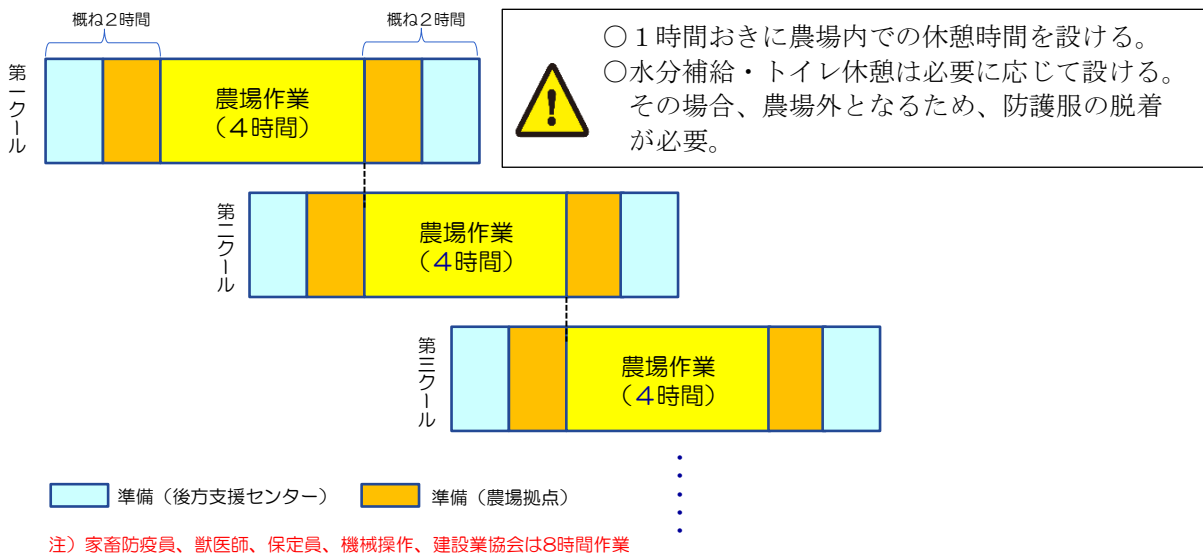 概ね２時間
概ね２時間
○１時間おきに農場内での休憩時間を設ける。
○水分補給・トイレ休憩は必要に応じて設ける。
その場合、農場外となるため、防護服の脱着
が必要。
第一クール
農場作業
（４時間）
第二クール
農場作業
（４時間）
第三クール
農場作業
（４時間）
準備（後方支援センター）
準備（農場拠点）
注）家畜防疫員、獣医師、保定員、機械操作、建設業協会は8時間作業